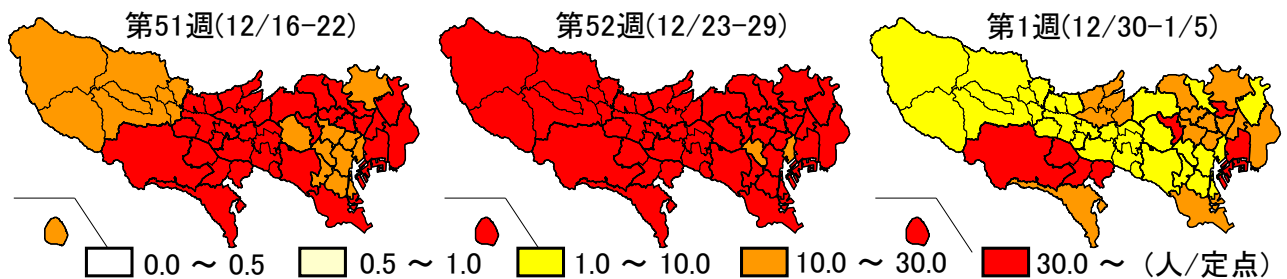 第51週(12/16-22)
第52週(12/23-29)
第1週(12/30-1/5)
0.0 ～ 0.5
0.5 ～ 1.0
1.0 ～ 10.0
10.0 ～ 30.0
30.0 ～ (人/定点)